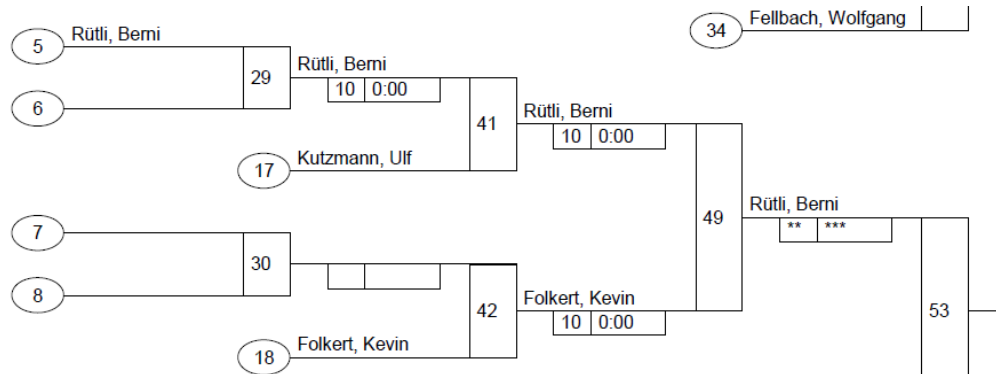 Fellbach, Wolfgang
34
Rütli, Berni
5
Rütli, Berni
29
10 0:00
6
Rütli, Berni
41
10 0:00
Kutzmann, Ulf
17
Rütli, Berni
7
49
** ***
30
8
Folkert, Kevin
42
10 0:00
53
Folkert, Kevin
18